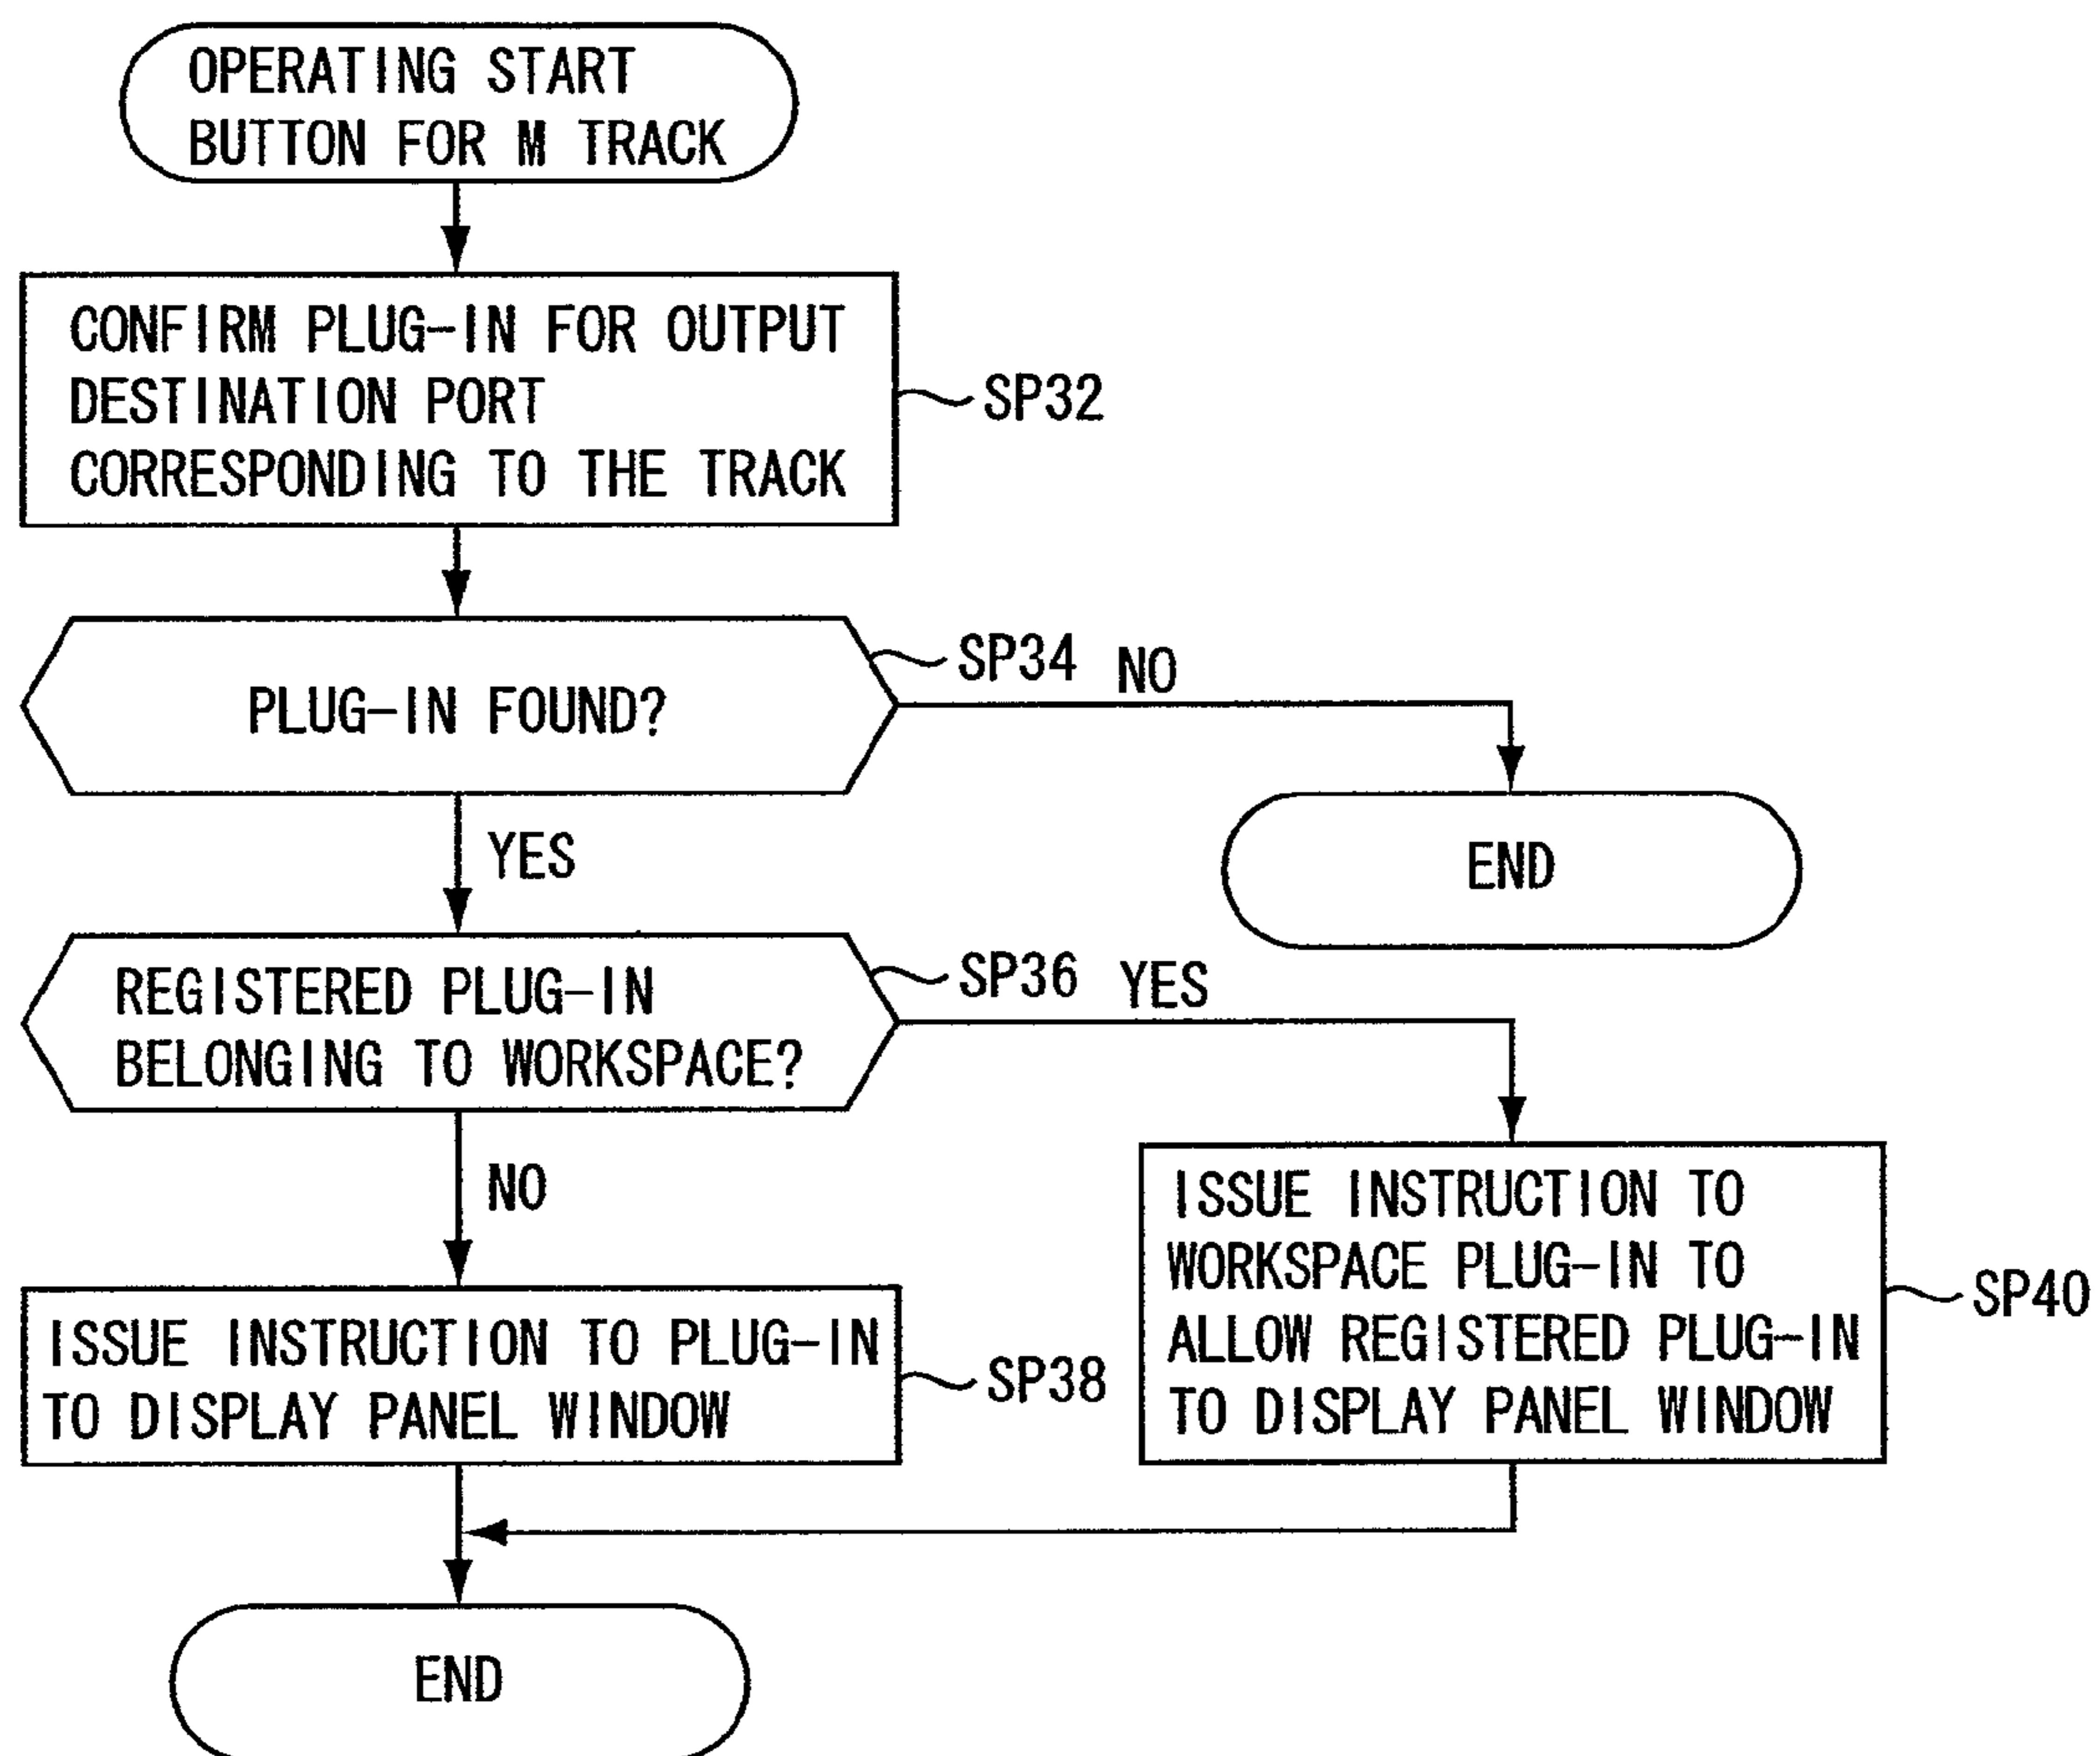 OPERATING START
BUTTON FOR M TRACK
CONFIRM PLUG-IN FOR OUTPUT
DESTINATION PORT
CORRESPONDING TO THE TRACK
SP32
PLUG-IN FOUND?
SP34
NO
END
YES
REGISTERED PLUG-IN
BELONGING TO WORKSPACE?
SP36
YES
NO
ISSUE INSTRUCTION TO
WORKSPACE PLUG-IN TO
ALLOW REGISTERED PLUG-IN
TO DISPLAY PANEL WINDOW
SP40
ISSUE INSTRUCTION TO PLUG-IN
TO DISPLAY PANEL WINDOW
SP38
END